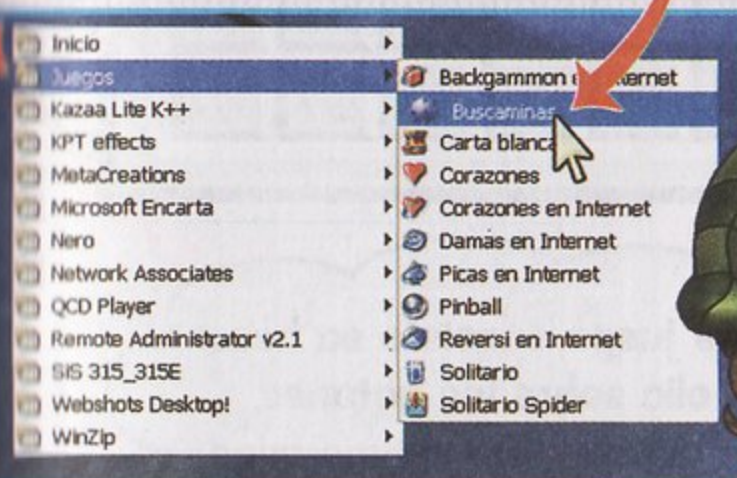 Inicio
Juegos
Kazaa Lite K++
KPT effects
MetaCreations
Microsoft Encarta
Nero
Network Associates
QCD Player
Remote Administrator v2.1
SIS 315_315E
Webshots Desktop!
WinZip
Backgammon en Internet
Buscaminas
Carta blanca
Corazones
Corazones en Internet
Damas en Internet
Picas en Internet
Pinball
Reversi en Internet
Solitario
Solitario Spider